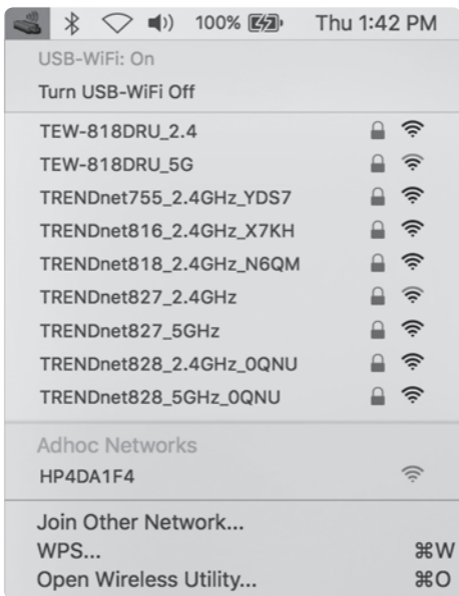 100% Thu 1:42 PM
USB-WiFi: On
Turn USB-WiFi Off
TEW-818DRU_2.4
TEW-818DRU_5G
TRENDnet755_2.4GHz_YDS7
TRENDnet816_2.4GHz_X7KH
TRENDnet818_2.4GHz_N6QM
TRENDnet827_2.4GHz
TRENDnet827_5GHz
TRENDnet828_2.4GHz_0QNU
TRENDnet828_5GHz_0QNU
Adhoc Networks
HP4DA1F4
Join Other Network...
WPS... ⌘W
Open Wireless Utility... ⌘O